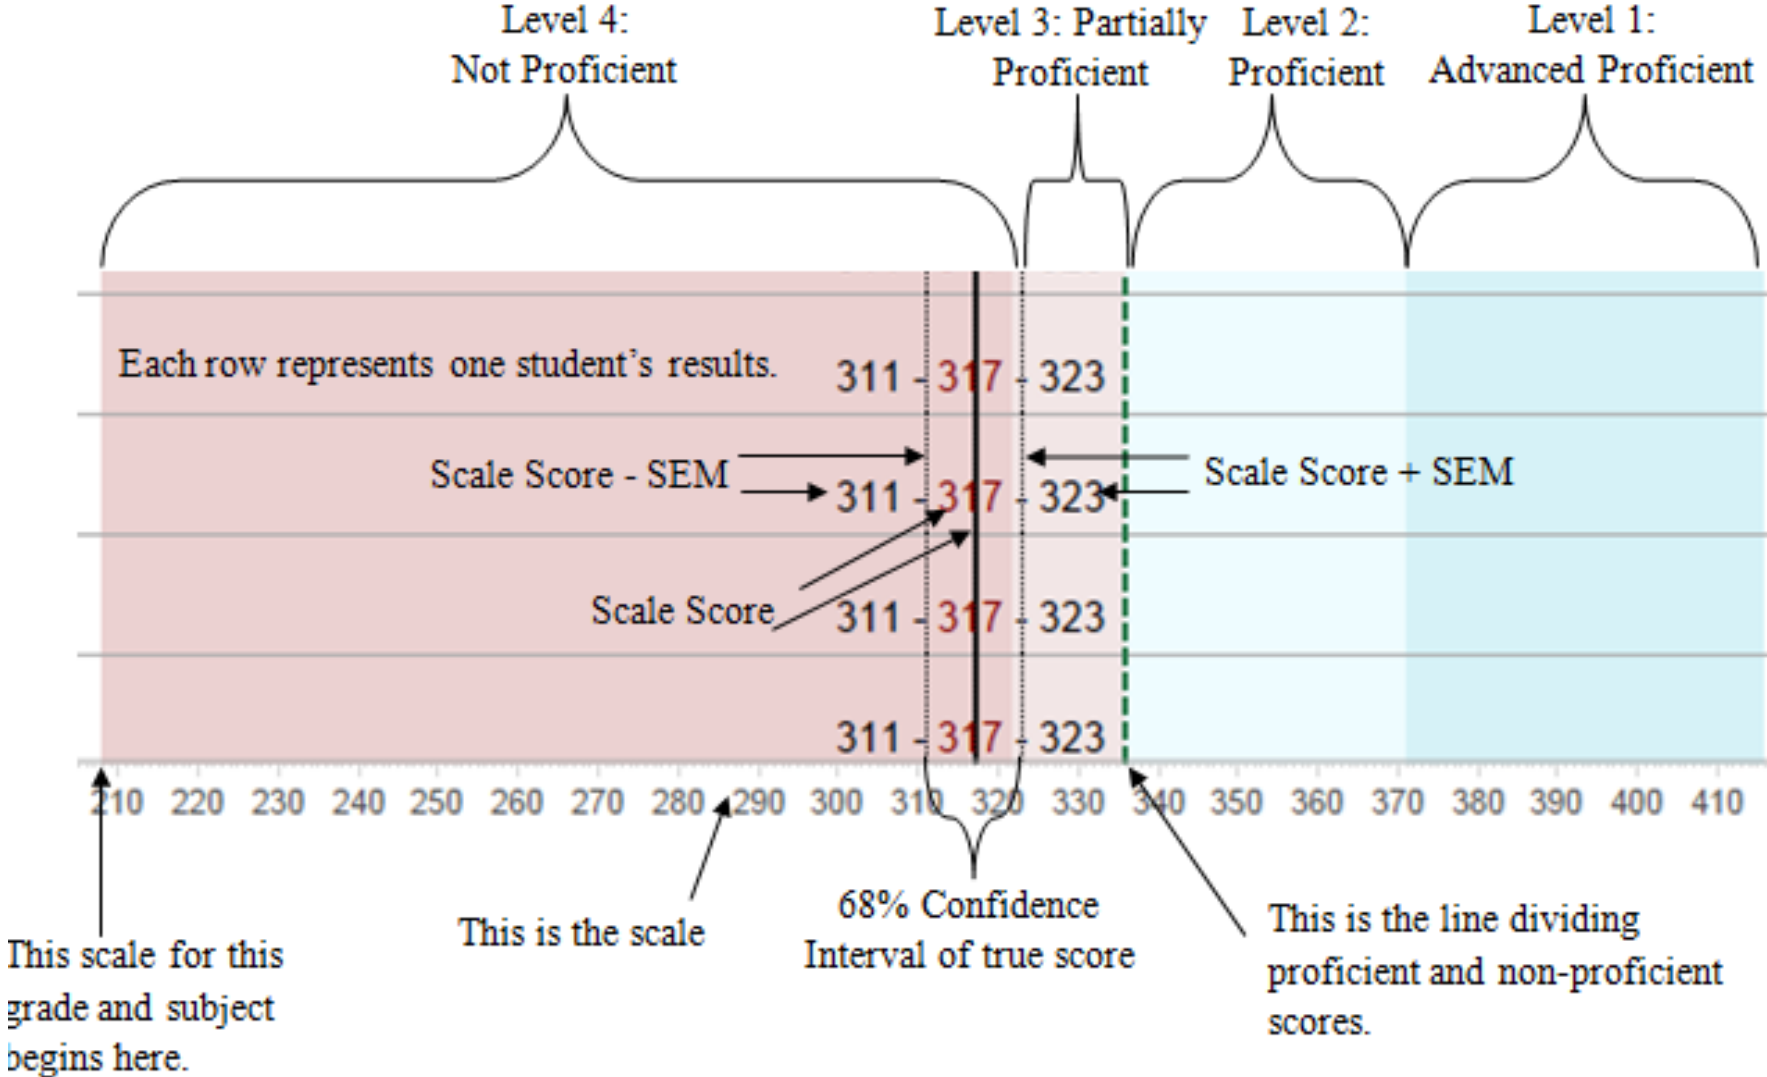 Level 4:
Not Proficient
Level 3: Partially
Proficient
Level 2:
Proficient
Level 1:
Advanced Proficient
Each row represents one student’s results.
311 - 317 - 323
Scale Score - SEM
311 - 317 - 323
Scale Score + SEM
Scale Score
311 - 317 - 323
311 - 317 - 323
210 220 230 240 250 260 270 280 290 300 310 320 330 340 350 360 370 380 390 400 410
This scale for this
grade and subject
begins here.
This is the scale
68% Confidence
Interval of true score
This is the line dividing
proficient and non-proficient
scores.